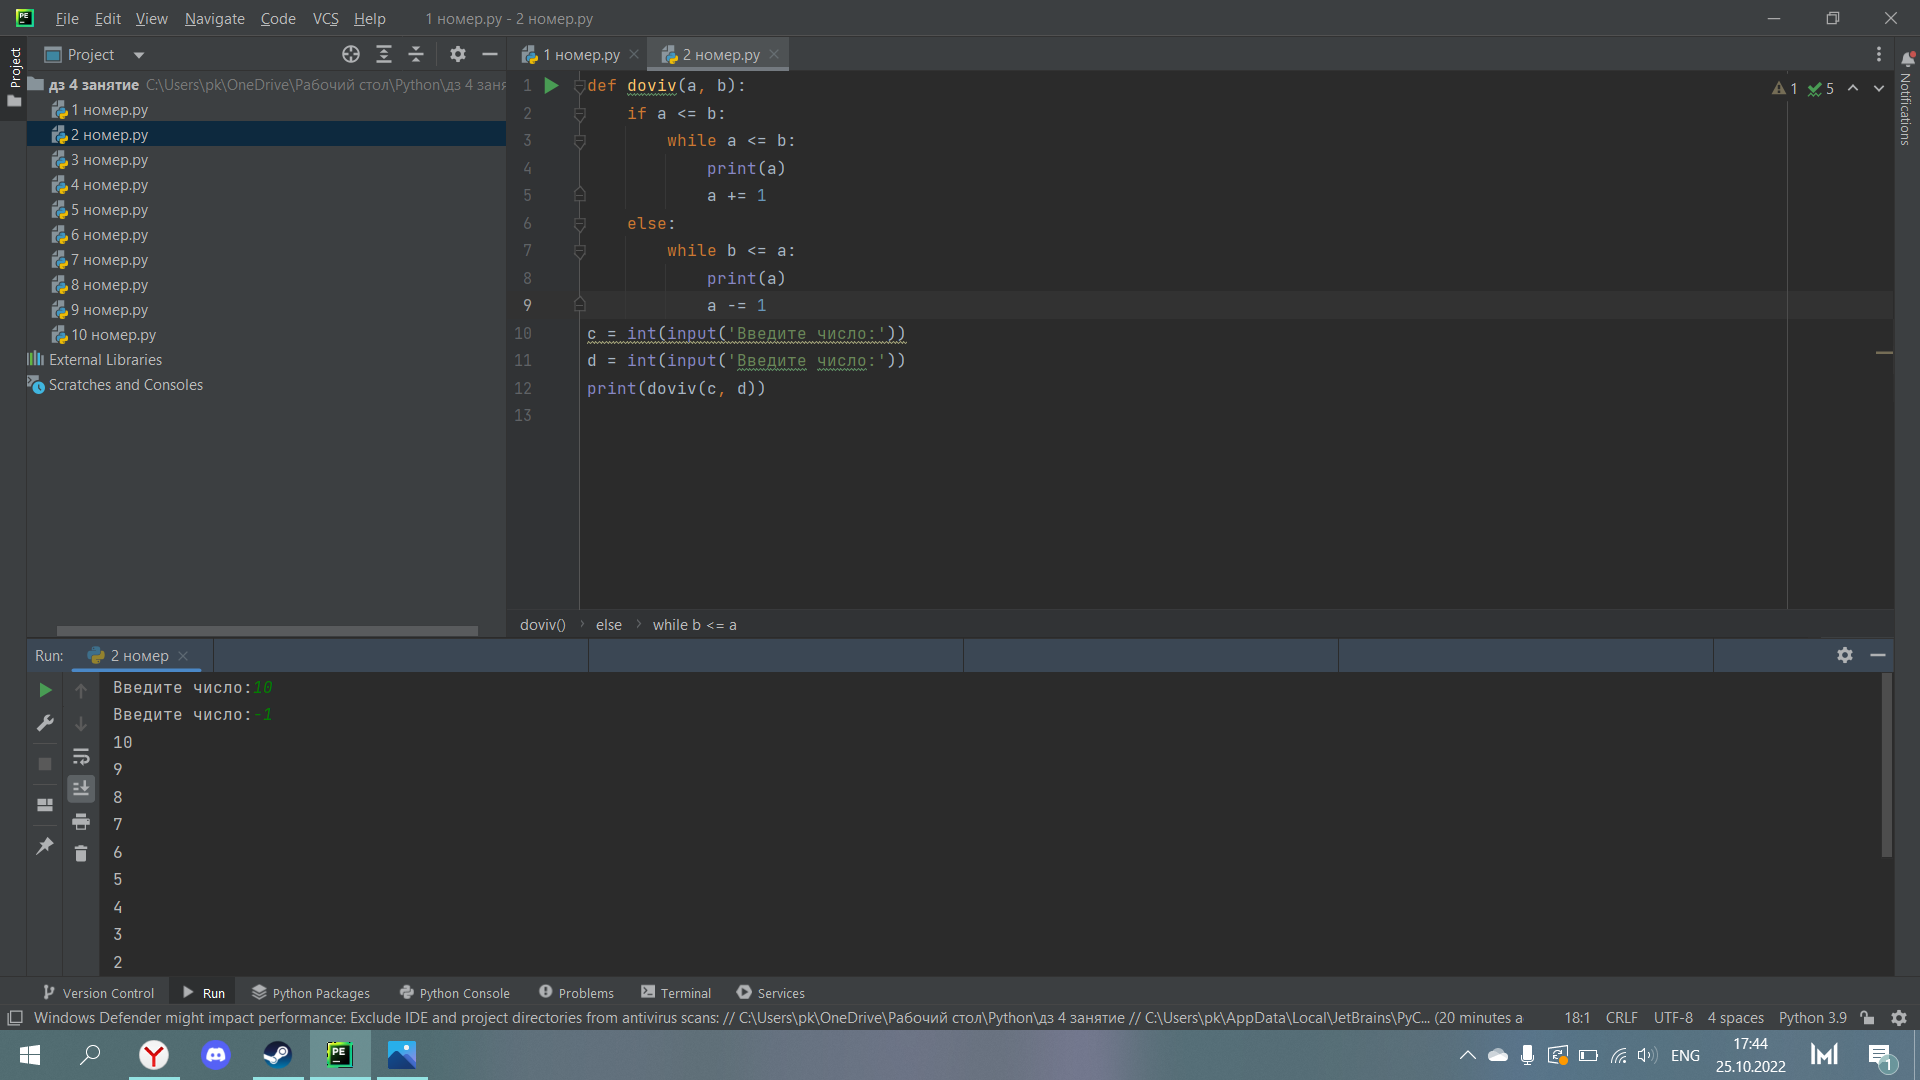 File Edit View Navigate Code VCS Help 1 номер.py - 2 номер.py
Project
Project
1 номер.py
2 номер.py
дз 4 занятие C:\Users\pk\OneDrive\Рабочий стол\Python\дз 4 заня
1 номер.py
2 номер.py
3 номер.py
4 номер.py
5 номер.py
6 номер.py
7 номер.py
8 номер.py
9 номер.py
10 номер.py
External Libraries
Scratches and Consoles
1 def doviv(a, b):
2 if a <= b:
3 while a <= b:
4 print(a)
5 a += 1
6 else:
7 while b <= a:
8 print(a)
9 a -= 1
10 c = int(input('Введите число:'))
11 d = int(input('Введите число:'))
12 print(doviv(c, d))
13
1 5
Notifications
doviv() › else › while b <= a
Run: 2 номер
Введите число:10
Введите число:-1
10
9
8
7
6
5
4
3
2
Version Control Run Python Packages Python Console Problems Terminal Services
Windows Defender might impact performance: Exclude IDE and project directories from antivirus scans: // C:\Users\pk\OneDrive\Рабочий стол\Python\дз 4 занятие // C:\Users\pk\AppData\Local\JetBrains\PyC... (20 minutes a 18:1 CRLF UTF-8 4 spaces Python 3.9
PE
ENG
17:44
25.10.2022
1